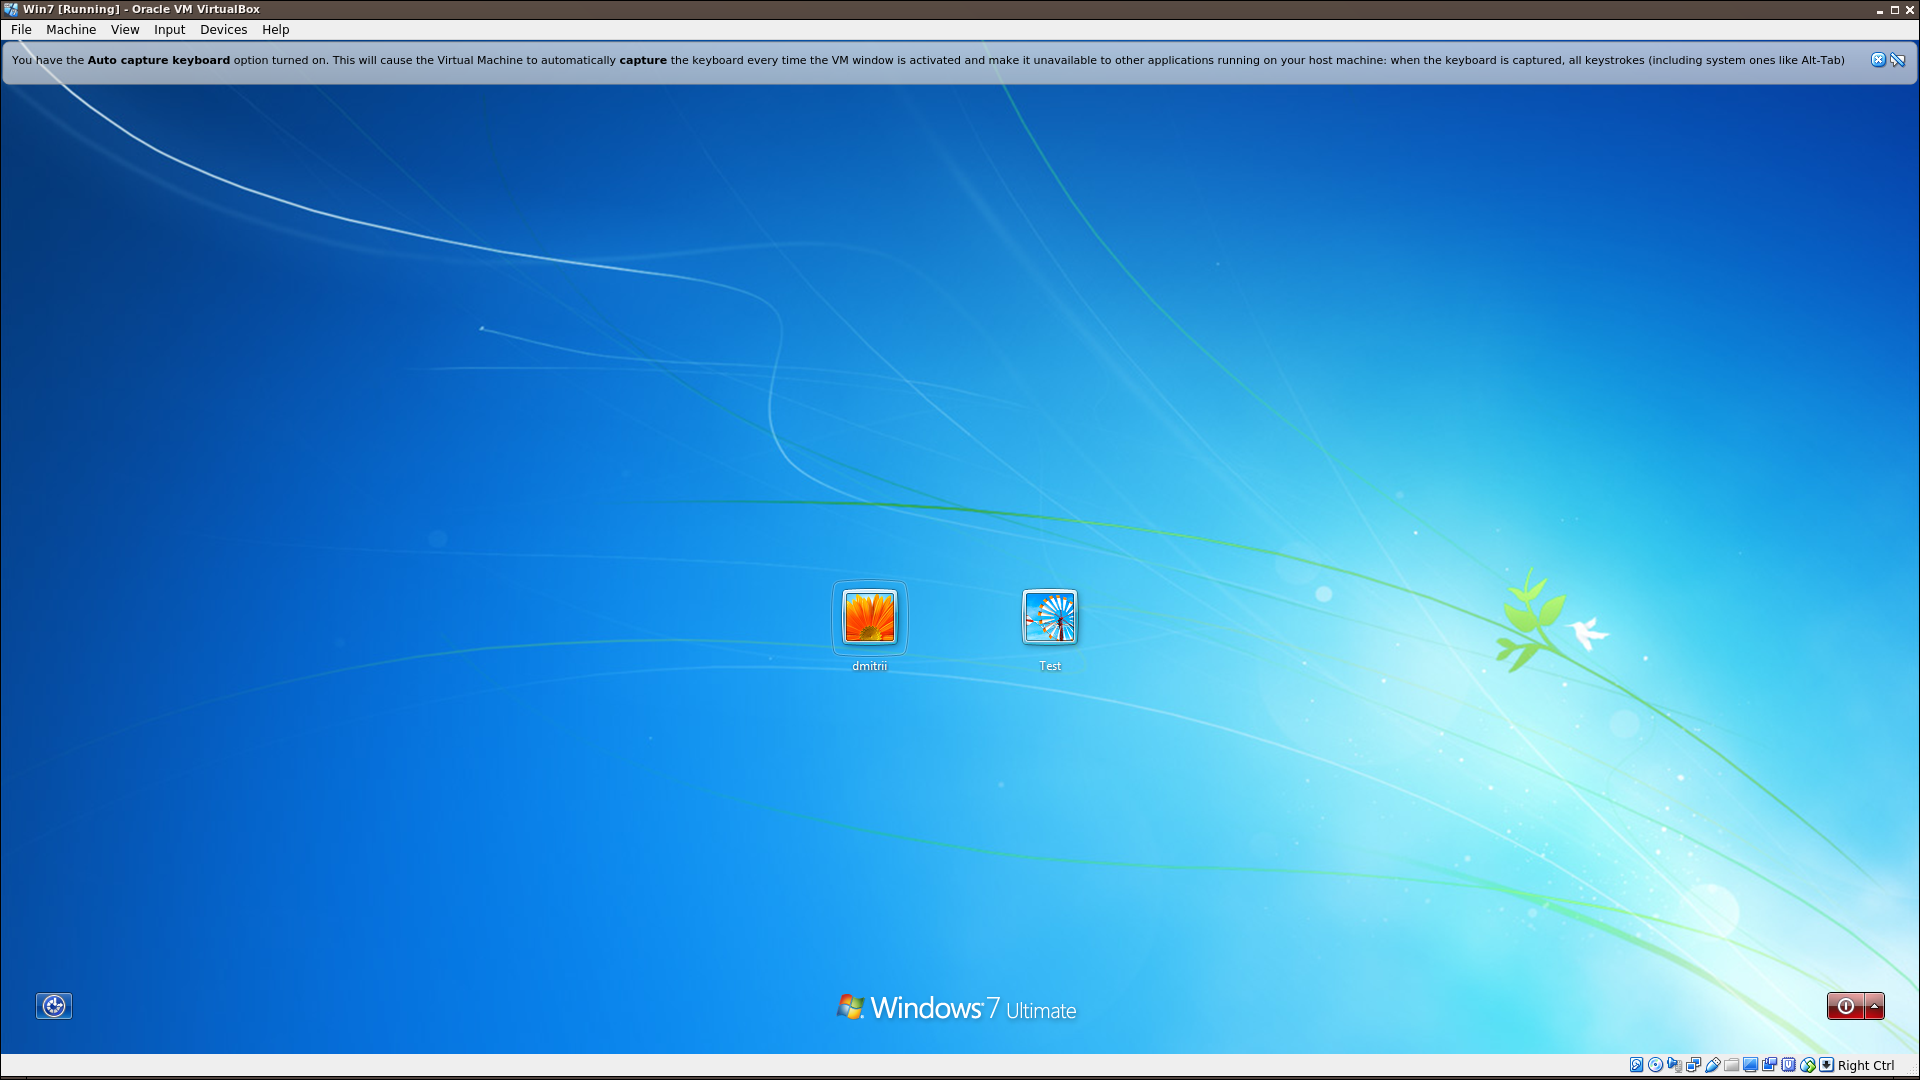 Win7 [Running] - Oracle VM VirtualBox
File Machine View Input Devices Help
You have the Auto capture keyboard option turned on. This will cause the Virtual Machine to automatically capture the keyboard every time the VM window is activated and make it unavailable to other applications running on your host machine: when the keyboard is captured, all keystrokes (including system ones like Alt-Tab)
dmitrii Test
Windows 7 Ultimate
Right Ctrl